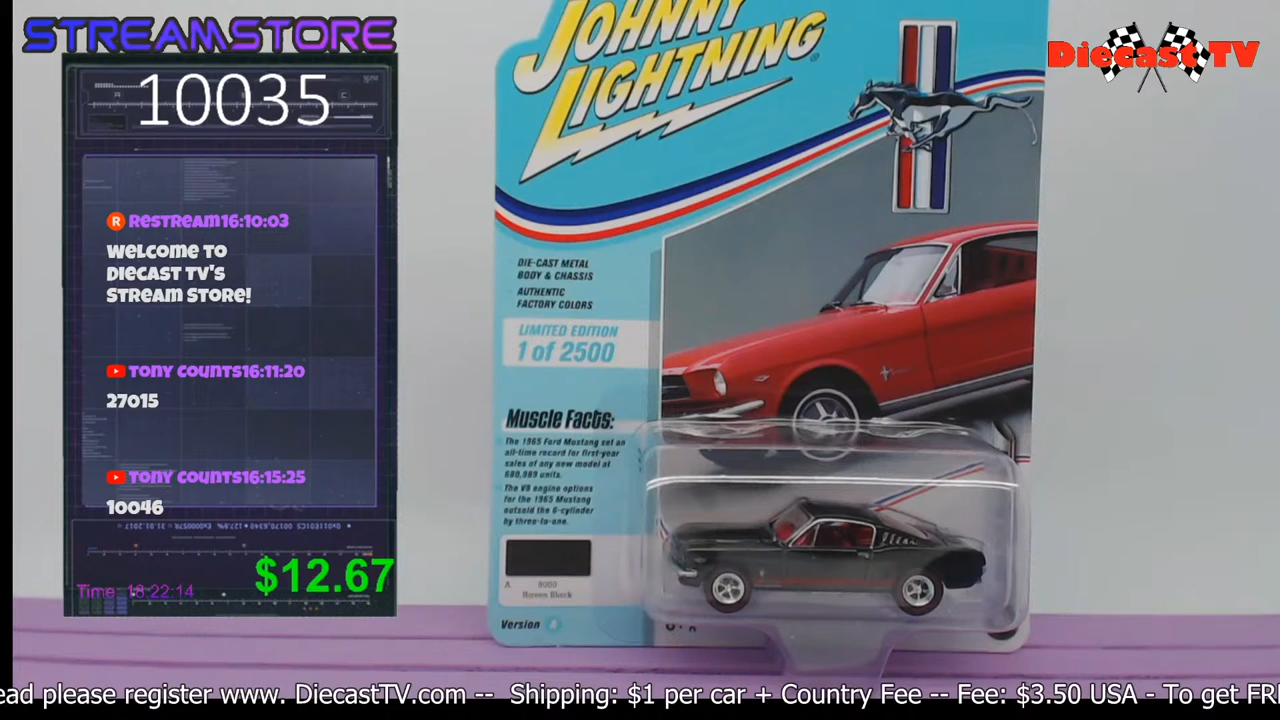 STREAMSTORE
10035
Restream16:10:03
Welcome to
Diecast TV's
Stream Store!
Tony Counts16:11:20
27015
Tony Counts16:15:25
10046
$12.67
Time: 18:22:14
JOHNNY
LIGHTNING
DIE-CAST METAL
BODY & CHASSIS
AUTHENTIC
FACTORY COLORS
LIMITED EDITION
1 of 2500
Muscle Facts:
The 1965 Ford Mustang set an
all-time record for first-year
sales of any new model at
680,989 units.
The V8 engine options
for the 1965 Mustang
outsold the 6-cylinder
by three-to-one.
A
Raven Black
Version A
Diecast TV
ead please register www. DiecastTV.com -- Shipping: $1 per car + Country Fee -- Fee: $3.50 USA - To get FRE